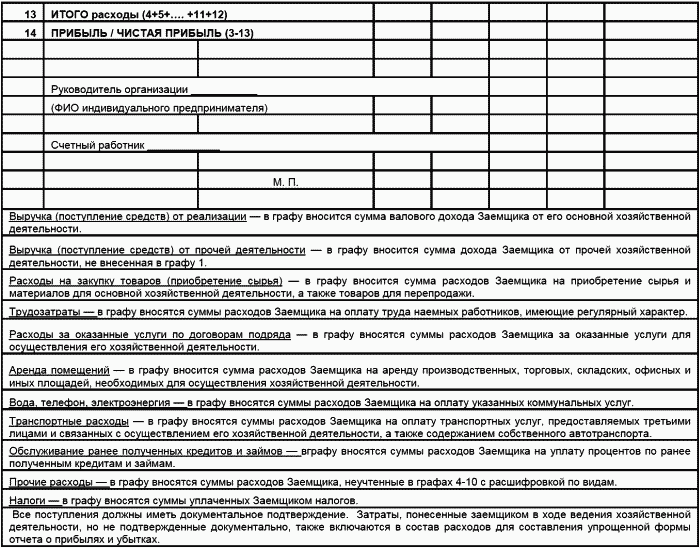 13 ИТОГО расходы (4+5+.... +11+12)
14 ПРИБЫЛЬ / ЧИСТАЯ ПРИБЫЛЬ (3-13)
Руководитель организации ___________
(ФИО индивидуального предпринимателя)
Счетный работник ____________
М. П.
Выручка (поступление средств) от реализации — в графу вносится сумма валового дохода Заемщика от его основной хозяйственной
деятельности.
Выручка (поступление средств) от прочей деятельности — в графу вносится сумма дохода Заемщика от прочей хозяйственной
деятельности, не внесенная в графу 1.
Расходы на закупку товаров (приобретение сырья) — в графу вносится сумма расходов Заемщика на приобретение сырья и
материалов для основной хозяйственной деятельности, а также товаров для перепродажи.
Трудозатраты — в графу вносятся суммы расходов Заемщика на оплату труда наемных работников, имеющие регулярный характер.
Расходы за оказанные услуги по договорам подряда — в графу вносятся суммы расходов Заемщика за оказанные услуги для
осуществления его хозяйственной деятельности.
Аренда помещений — в графу вносится сумма расходов Заемщика на аренду производственных, торговых, складских, офисных и
иных площадей, необходимых для осуществления хозяйственной деятельности.
Вода, телефон, электроэнергия — в графу вносятся суммы расходов Заемщика на оплату указанных коммунальных услуг.
Транспортные расходы — в графу вносятся суммы расходов Заемщика на оплату транспортных услуг, предоставляемых третьими
лицами и связанных с осуществлением его хозяйственной деятельности, а также содержанием собственного автотранспорта.
Обслуживание ранее полученных кредитов и займов — вграфу вносятся суммы расходов Заемщика на уплату процентов по ранее
полученным кредитам и займам.
Прочие расходы — в графу вносятся суммы расходов Заемщика, неучтенные в графах 4-10 с расшифровкой по видам.
Налоги — в графу вносятся суммы уплаченных Заемщиком налогов.
Все поступления должны иметь документальное подтверждение. Затраты, понесенные заемщиком в ходе ведения хозяйственной
деятельности, но не подтвержденные документально, также включаются в состав расходов для составления упрощенной формы
отчета о прибылях и убытках.